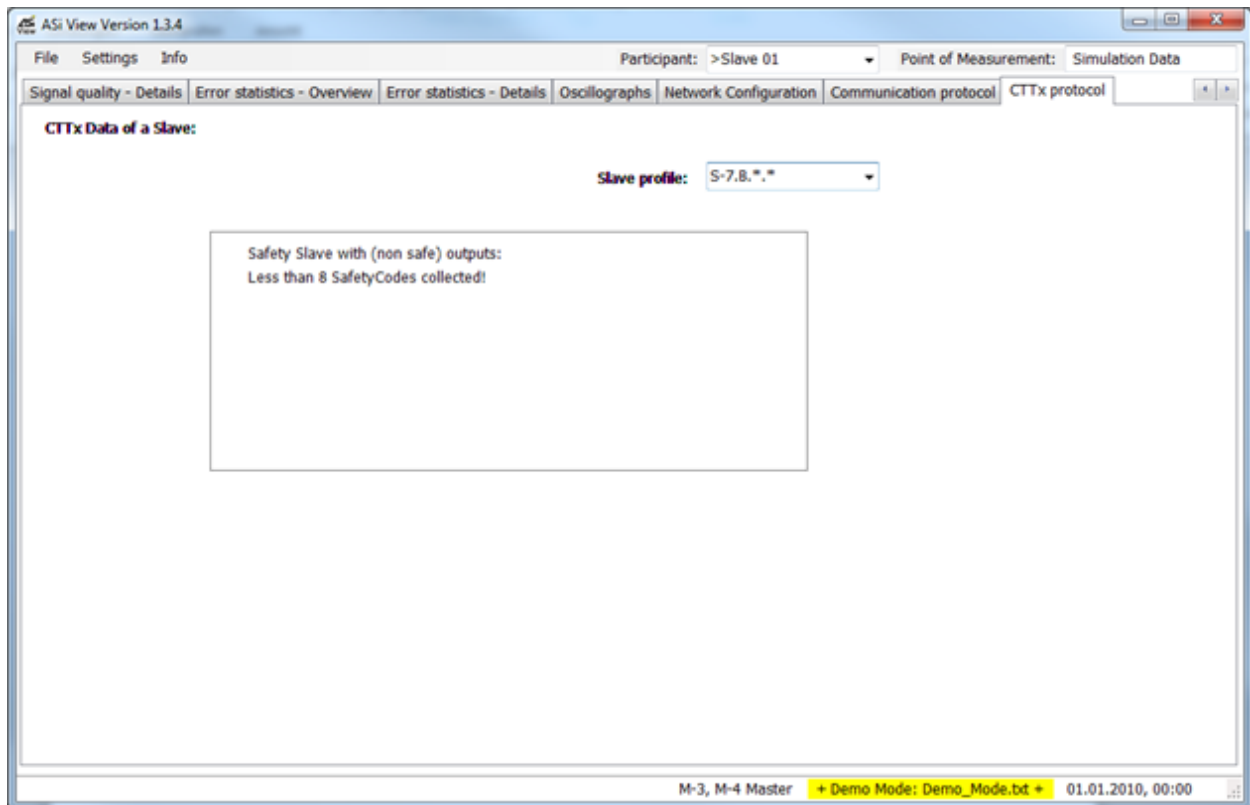 ASi View Version 1.3.4
File Settings Info Participant: >Slave 01 Point of Measurement: Simulation Data
Signal quality - Details Error statistics - Overview Error statistics - Details Oscillographs Network Configuration Communication protocol CTTx protocol
CTTx Data of a Slave:
Slave profile: S-7.B.*.*
Safety Slave with (non safe) outputs:
Less than 8 SafetyCodes collected!
M-3, M-4 Master + Demo Mode: Demo_Mode.txt + 01.01.2010, 00:00